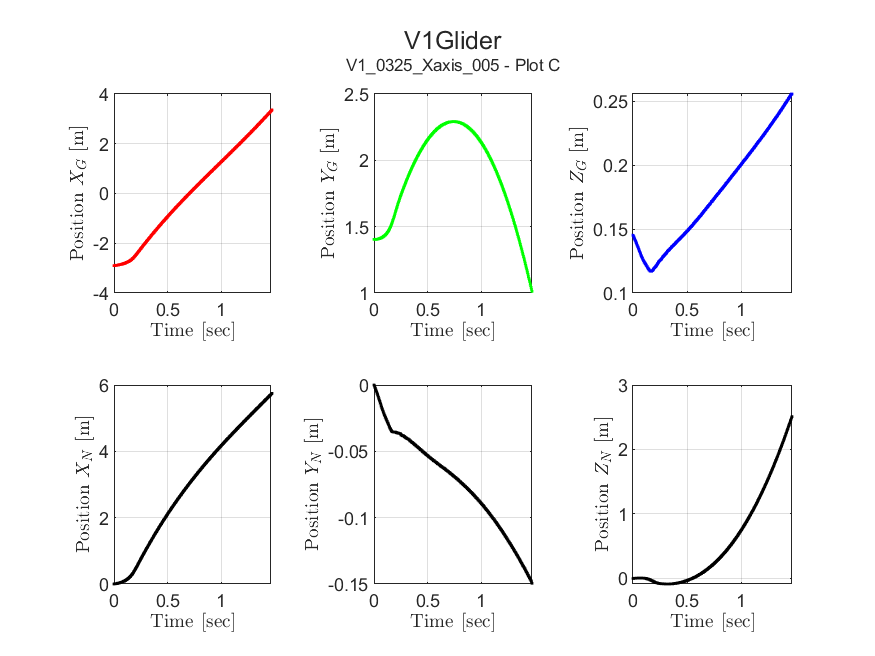 V1Glider
V1_0325_Xaxis_005 - Plot C
4
2
0
-2
-4
Position X_G [m]
0 0.5 1
Time [sec]
2.5
2
1.5
1
Position Y_G [m]
0 0.5 1
Time [sec]
0.25
0.2
0.15
0.1
Position Z_G [m]
0 0.5 1
Time [sec]
6
4
2
0
Position X_N [m]
0 0.5 1
Time [sec]
0
-0.05
-0.1
-0.15
Position Y_N [m]
0 0.5 1
Time [sec]
3
2
1
0
Position Z_N [m]
0 0.5 1
Time [sec]